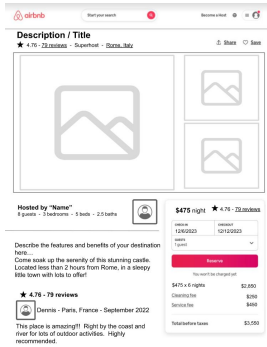 airbnb
Start your search
Become a Host
Description / Title
★ 4.76 - 79 reviews - Superhost - Rome, Italy
Share
Save
Hosted by "Name"
8 guests - 3 bedrooms - 5 beds - 2.5 baths
Describe the features and benefits of your destination
here…
Come soak up the serenity of this stunning castle.
Located less than 2 hours from Rome, in a sleepy
little town with lots to offer!
★ 4.76 - 79 reviews
Dennis - Paris, France - September 2022
This place is amazing!!! Right by the coast and
river for lots of outdoor activities. Highly
recommended.
$475 night
★ 4.76 - 79 reviews
CHECK-IN
CHECKOUT
12/6/2023
12/12/2023
GUESTS
1 guest
Reserve
You won't be charged yet
$475 x 6 nights
$2,850
Cleaning fee
$250
Service fee
$450
Total before taxes
$3,550